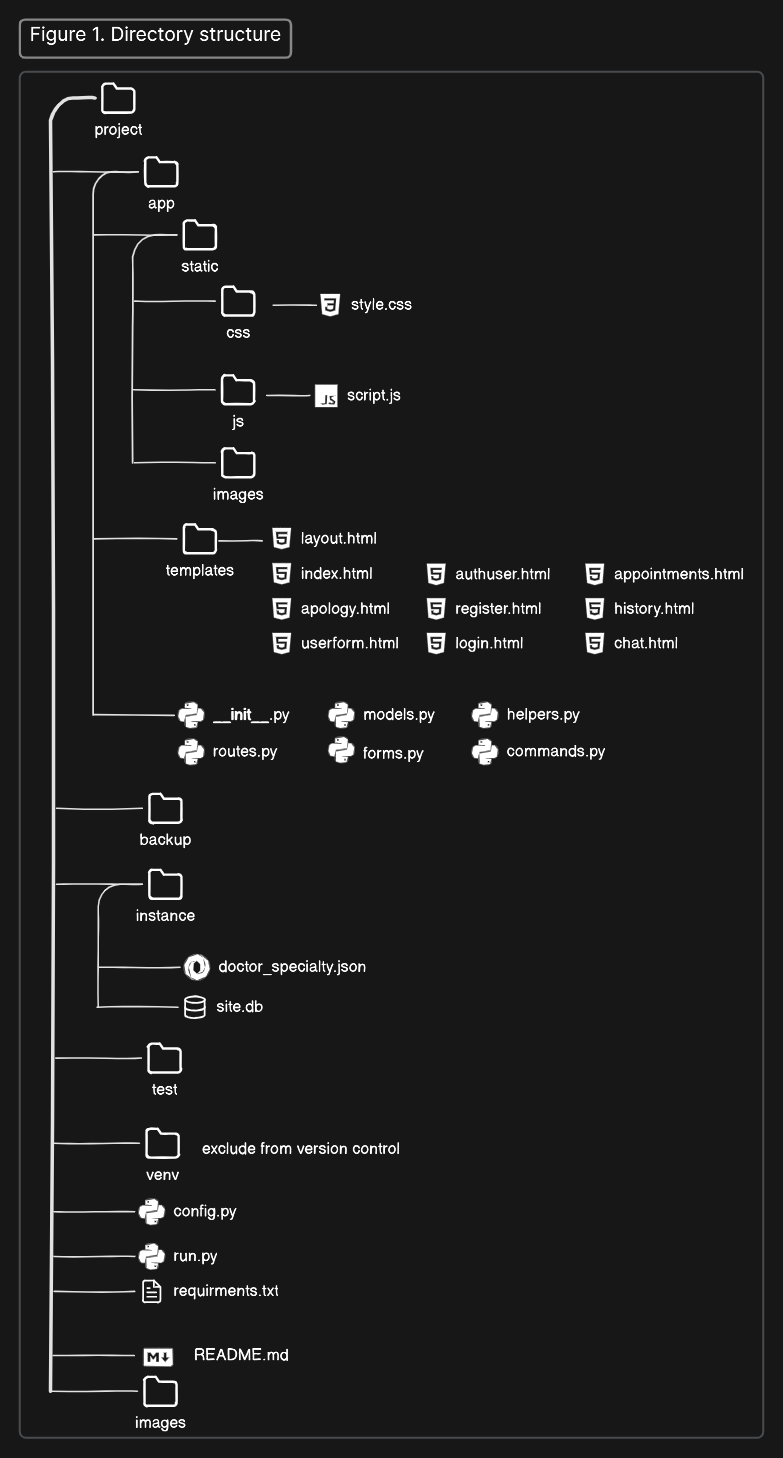 Figure 1. Directory structure
project
app
static
css
style.css
js
JS
script.js
images
templates
layout.html
index.html authuser.html appointments.html
apology.html register.html history.html
userform.html login.html chat.html
__init__.py models.py helpers.py
routes.py forms.py commands.py
backup
instance
doctor_specialty.json
site.db
test
venv
exclude from version control
config.py
run.py
requirments.txt
M README.md
images